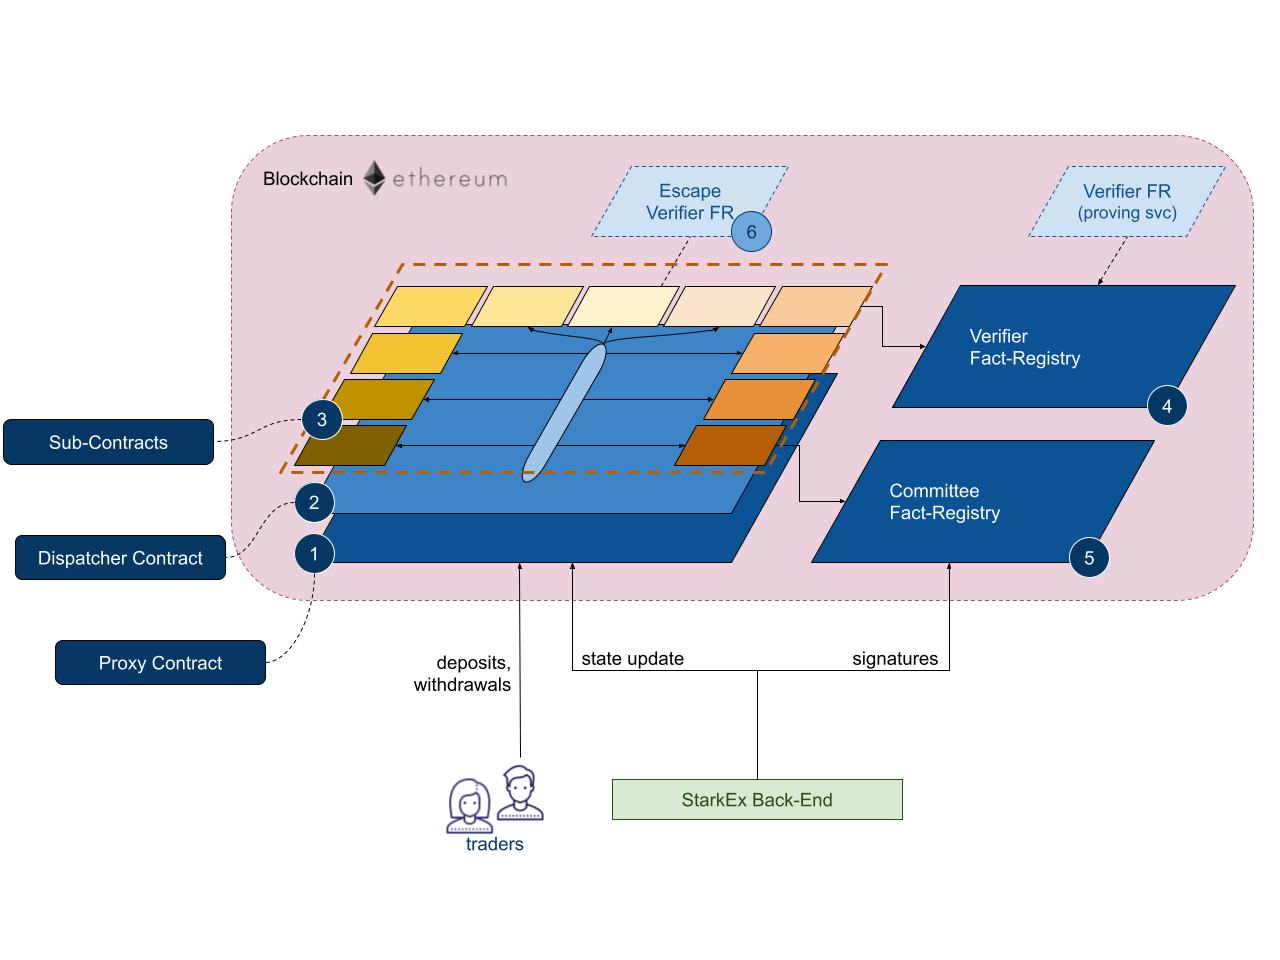 Blockchain ethereum
Escape
Verifier FR
6
Verifier FR
(proving svc)
Verifier
Fact-Registry
4
3
Sub-Contracts
Committee
Fact-Registry
5
2
Dispatcher Contract
1
Proxy Contract
deposits,
withdrawals
state update
signatures
StarkEx Back-End
traders